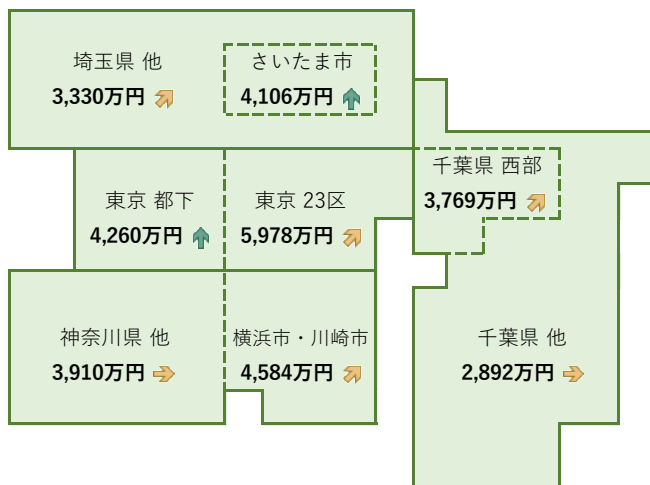 埼玉県 他
3,330万円
さいたま市
4,106万円
千葉県 西部
3,769万円
東京 都下
4,260万円
東京 23区
5,978万円
神奈川県 他
3,910万円
横浜市・川崎市
4,584万円
千葉県 他
2,892万円